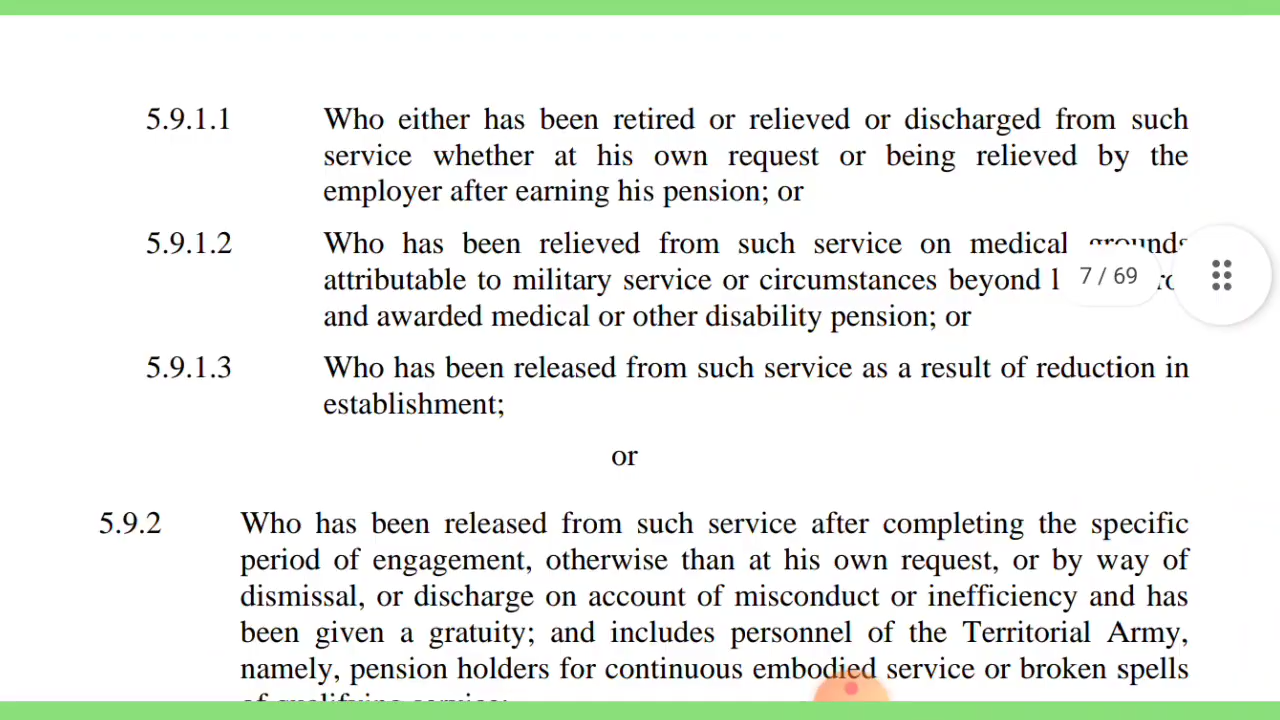 5.9.1.1 Who either has been retired or relieved or discharged from such
service whether at his own request or being relieved by the
employer after earning his pension; or
5.9.1.2 Who has been relieved from such service on medical grounds
attributable to military service or circumstances beyond
7 / 69
and awarded medical or other disability pension; or
5.9.1.3 Who has been released from such service as a result of reduction in
establishment;
or
5.9.2 Who has been released from such service after completing the specific
period of engagement, otherwise than at his own request, or by way of
dismissal, or discharge on account of misconduct or inefficiency and has
been given a gratuity; and includes personnel of the Territorial Army,
namely, pension holders for continuous embodied service or broken spells